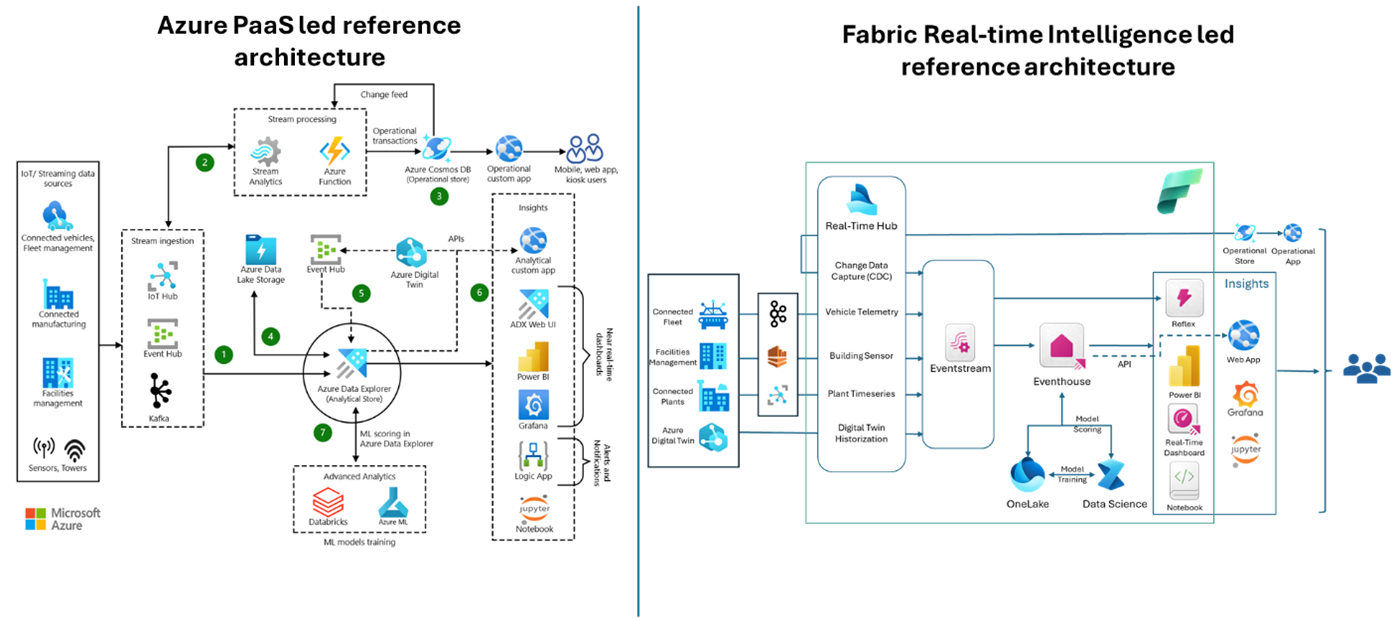 Azure PaaS led reference
architecture
Change feed
Stream processing
Stream
Analytics
Azure
Function
Operational
transactions
Azure Cosmos DB
(Operational store)
Operational
custom app
Mobile, web app,
kiosk users
2
3
IoT/ Streaming data
sources
Connected vehicles,
Fleet management
Connected
manufacturing
Facilities
management
Sensors, Towers
Microsoft
Azure
Stream ingestion
IoT Hub
Event Hub
Kafka
1
Azure Data
Lake Storage
Event Hub
Azure Digital
Twin
APIs
4
5
6
Azure Data Explorer
(Analytical Store)
7
ML scoring in
Azure Data Explorer
Advanced Analytics
Databricks
Azure ML
ML models training
Insights
Analytical
custom app
ADX Web UI
Power BI
Grafana
Logic App
jupyter
Notebook
Near real-time
dashboards
Alerts and
Notifications
Fabric Real-time Intelligence led
reference architecture
Connected
Fleet
Facilities
Management
Connected
Plants
Azure
Digital Twin
Real-Time Hub
Change Data
Capture (CDC)
Vehicle Telemetry
Building Sensor
Plant Timeseries
Digital Twin
Historization
Eventstream
Eventhouse
API
Model
Scoring
Model
Training
OneLake
Data Science
Operational
Store
Operational
App
Insights
Reflex
Power BI
Real-Time
Dashboard
Notebook
Web App
Grafana
jupyter